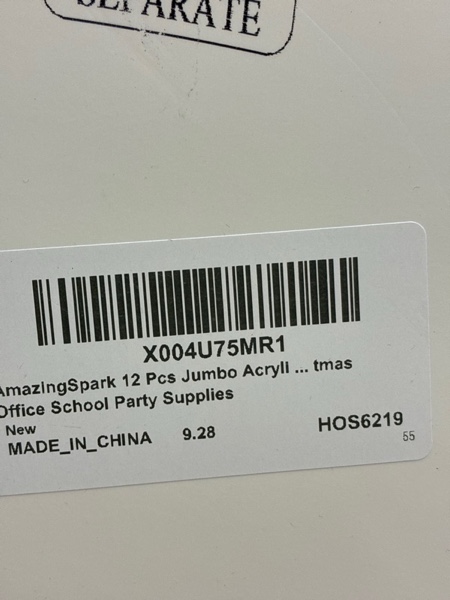 SEPARATE
X004U75MR1
AmazingSpark 12 Pcs Jumbo Acryli ... tmas
Office School Party Supplies
New
MADE_IN_CHINA 9.28 HOS6219
55